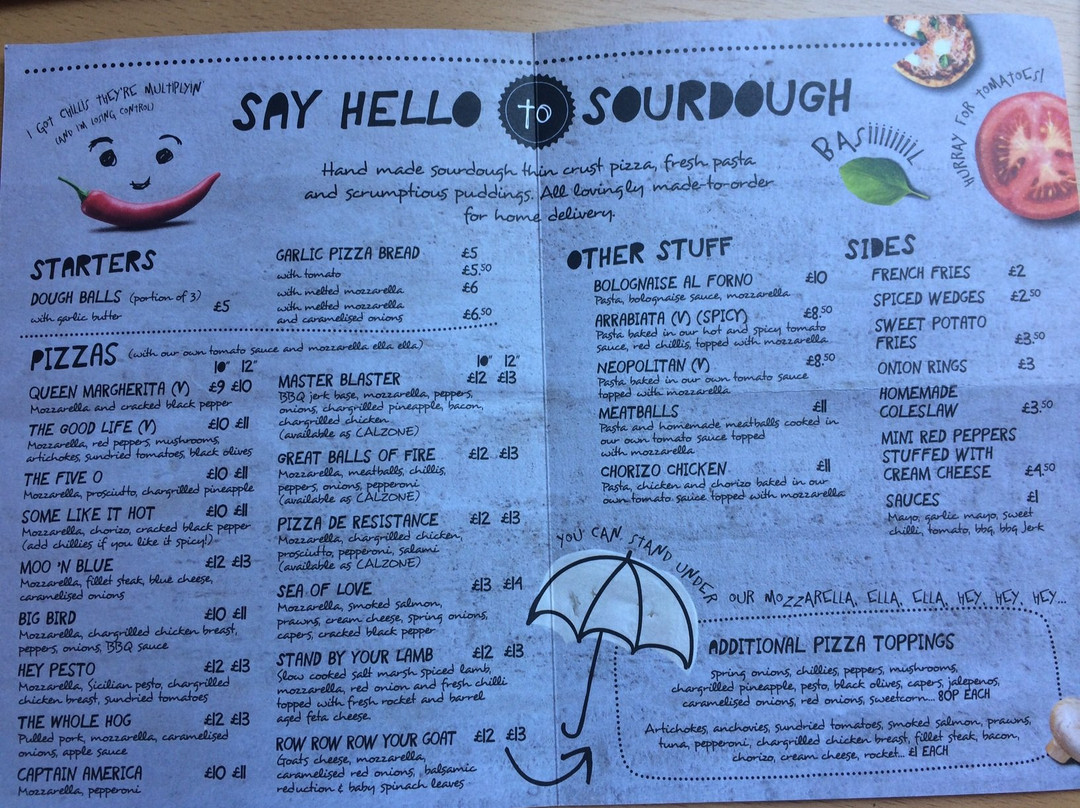 I GOT CHILLIS THEY'RE MULTIPLYIN'
(AND I'M LOSING CONTROL)
SAY HELLO to SOURDOUGH
Hand made sourdough thin crust pizza, fresh pasta
and scrumptious puddings. All lovingly made-to-order
for home delivery.
BASiiiiiiiiL
HURRAY FOR TOMATOES!
STARTERS
DOUGH BALLS (portion of 3)
with garlic butter £5
GARLIC PIZZA BREAD £5
with tomato £5.50
with melted mozzarella £6
with melted mozzarella
and caramelised onions £6.50
PIZZAS (with our own tomato sauce and mozzarella ella ella)
10" 12"
QUEEN MARGHERITA (V) £9 £10
Mozzarella and cracked black pepper
THE GOOD LIFE (V) £10 £11
Mozzarella, red peppers, mushrooms,
artichokes, sundried tomatoes, black olives
THE FIVE O £10 £11
Mozzarella, prosciutto, chargrilled pineapple
SOME LIKE IT HOT £10 £11
Mozzarella, chorizo, cracked black pepper
(add chillies if you like it spicy!)
MOO 'N BLUE £12 £13
Mozzarella, fillet steak, blue cheese,
caramelised onions
BIG BIRD £10 £11
Mozzarella, chargrilled chicken breast,
peppers, onions, BBQ sauce
HEY PESTO £12 £13
Mozzarella, Sicilian pesto, chargrilled
chicken breast, sundried tomatoes
THE WHOLE HOG £12 £13
Pulled pork, mozzarella, caramelised
onions, apple sauce
CAPTAIN AMERICA £10 £11
Mozzarella, pepperoni
10" 12"
MASTER BLASTER £12 £13
BBQ jerk base, mozzarella, peppers,
onions, chargrilled pineapple, bacon,
chargrilled chicken.
(available as CALZONE)
GREAT BALLS OF FIRE £12 £13
Mozzarella, meatballs, chillis,
peppers, onions, pepperoni
(available as CALZONE)
PIZZA DE RESISTANCE £12 £13
Mozzarella, chargrilled chicken,
prosciutto, pepperoni, salami
(available as CALZONE)
SEA OF LOVE £13 £14
Mozzarella, smoked salmon,
prawns, cream cheese, spring onions,
capers, cracked black pepper
STAND BY YOUR LAMB £12 £13
Slow cooked salt marsh spiced lamb,
mozzarella, red onion and fresh chilli
topped with fresh rocket and barrel
aged feta cheese.
ROW ROW ROW YOUR GOAT £12 £13
Goats cheese, mozzarella,
caramelised red onions, balsamic
reduction & baby spinach leaves
OTHER STUFF
BOLOGNAISE AL FORNO £10
Pasta, bolognaise sauce, mozzarella
ARRABIATA (V) (SPICY) £8.50
Pasta baked in our hot and spicy tomato
sauce, red chillis, topped with mozzarella
NEOPOLITAN (V) £8.50
Pasta baked in our own tomato sauce
topped with mozzarella
MEATBALLS £11
Pasta and homemade meatballs cooked in
our own tomato sauce topped
with mozzarella
CHORIZO CHICKEN £11
Pasta, chicken and chorizo baked in our
own tomato sauce topped with mozzarella
SIDES
FRENCH FRIES £2
SPICED WEDGES £2.50
SWEET POTATO
FRIES £3.50
ONION RINGS £3
HOMEMADE
COLESLAW £3.50
MINI RED PEPPERS
STUFFED WITH
CREAM CHEESE £4.50
SAUCES £1
Mayo, garlic mayo, sweet
chilli, tomato, bbq, bbq Jerk
YOU CAN STAND UNDER
OUR MOZZARELLA, ELLA, ELLA, HEY, HEY, HEY...
ADDITIONAL PIZZA TOPPINGS
spring onions, chillies, peppers, mushrooms,
chargrilled pineapple, pesto, black olives, capers, jalepenos,
caramelised onions, red onions, sweetcorn... 80P EACH
Artichokes, anchovies, sundried tomatoes, smoked salmon, prawns,
tuna, pepperoni, chargrilled chicken breast, fillet steak, bacon,
chorizo, cream cheese, rocket... £1 EACH